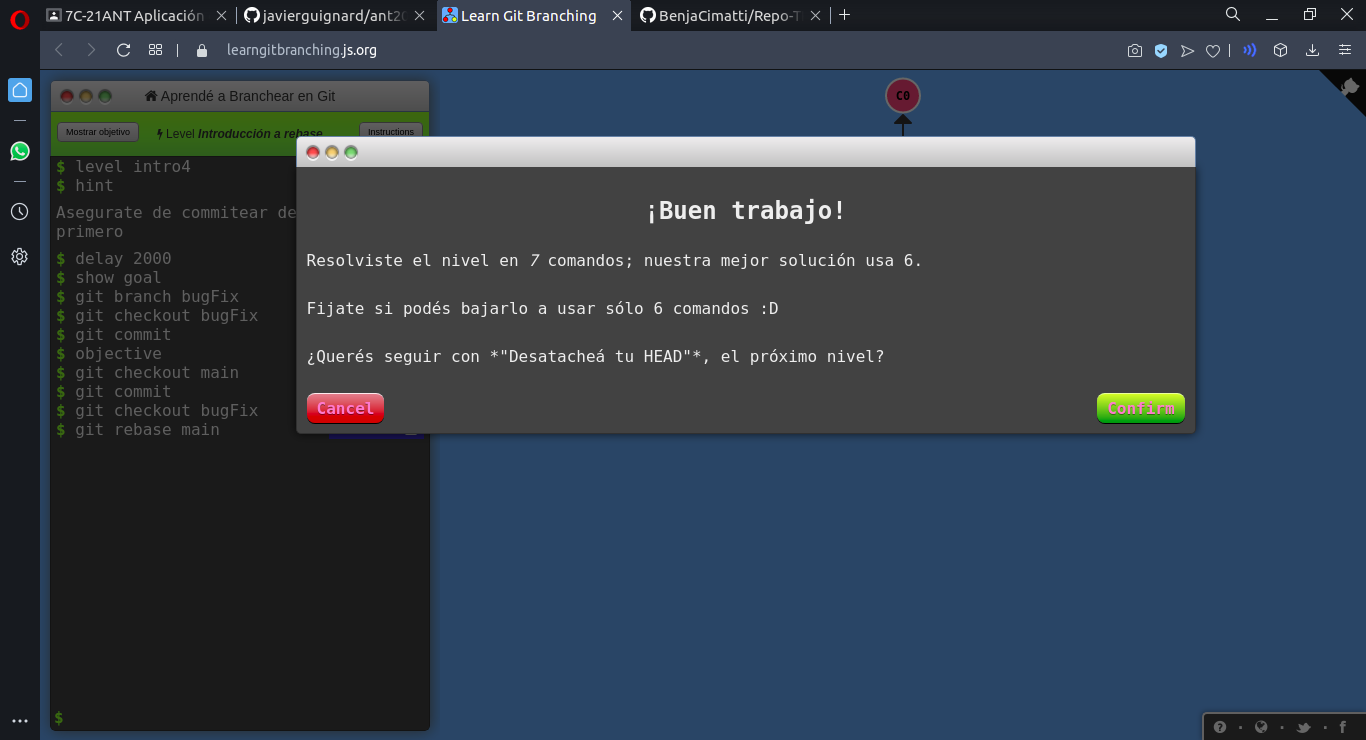 7C-21ANT Aplicación
javierguignard/ant20
Learn Git Branching
BenjaCimatti/Repo-T
learngitbranching.js.org
Aprendé a Branchear en Git
Mostrar objetivo
Level Introducción a rebase
Instructions
C0
$ level intro4
$ hint
Asegurate de commitear de
primero
$ delay 2000
$ show goal
$ git branch bugFix
$ git checkout bugFix
$ git commit
$ objective
$ git checkout main
$ git commit
$ git checkout bugFix
$ git rebase main
$
¡Buen trabajo!
Resolviste el nivel en 7 comandos; nuestra mejor solución usa 6.
Fijate si podés bajarlo a usar sólo 6 comandos :D
¿Querés seguir con *"Desatacheá tu HEAD"*, el próximo nivel?
Cancel
Confirm